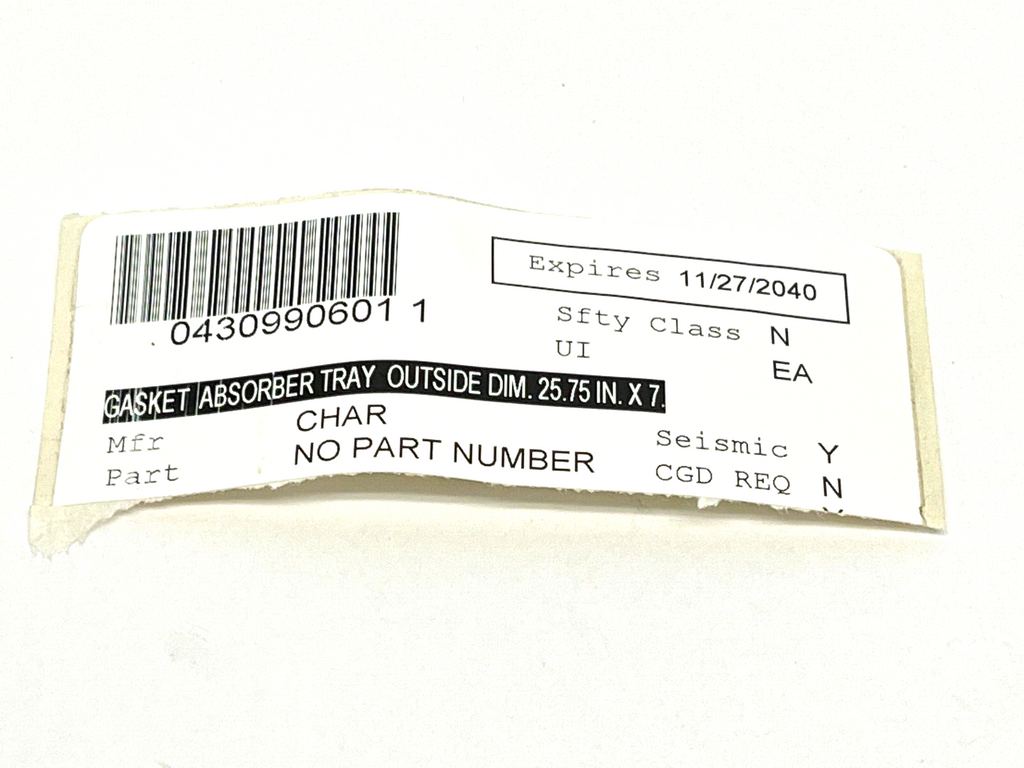 Expires 11/27/2040
0430990601 1
Sfty Class N
UI EA
GASKET ABSORBER TRAY OUTSIDE DIM. 25.75 IN. X 7.
Mfr CHAR
Part NO PART NUMBER
Seismic Y
CGD REQ N